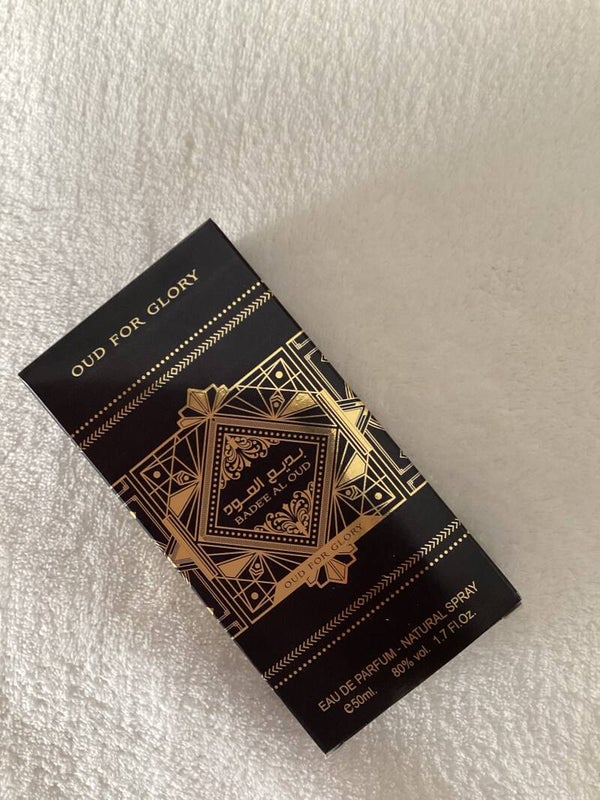 OUD FOR GLORY
بديع العود
BADEE AL OUD
OUD FOR GLORY
EAU DE PARFUM - NATURAL SPRAY
℮50ml. 80% vol. 1.7 Fl.Oz.